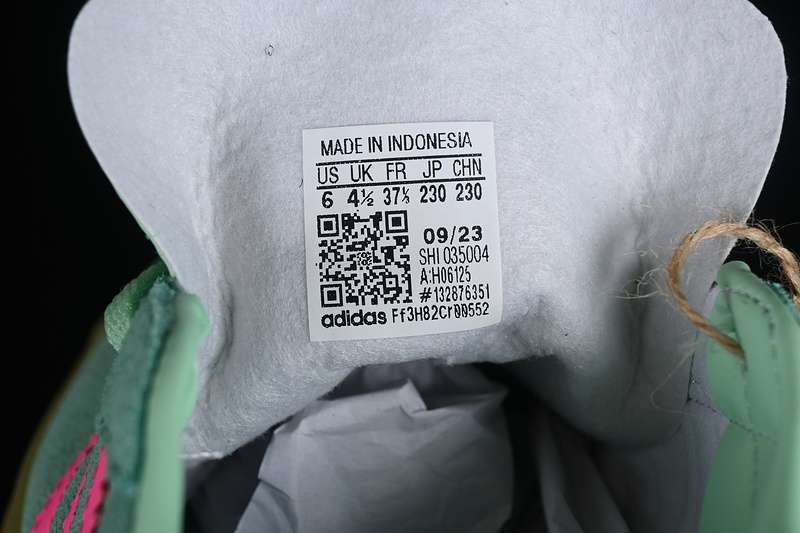 MADE IN INDONESIA
US UK FR JP CHN
6 4½ 37⅓ 230 230
09/23
SHI 035004
A:H06125
#132876351
adidas Ff3H82Cr00552